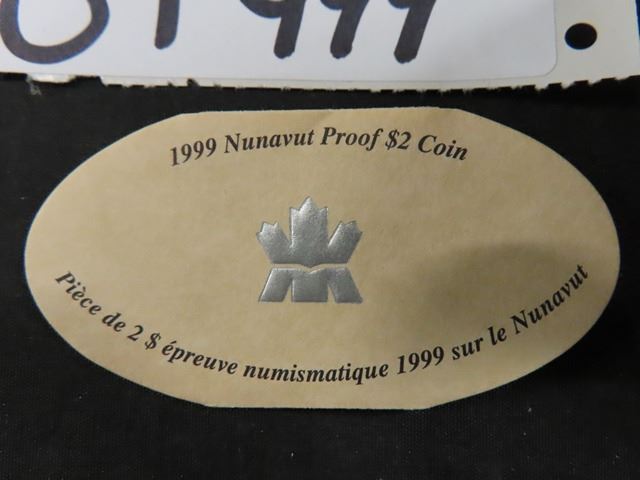 1999 Nunavut Proof $2 Coin
Pièce de 2 $ épreuve numismatique 1999 sur le Nunavut